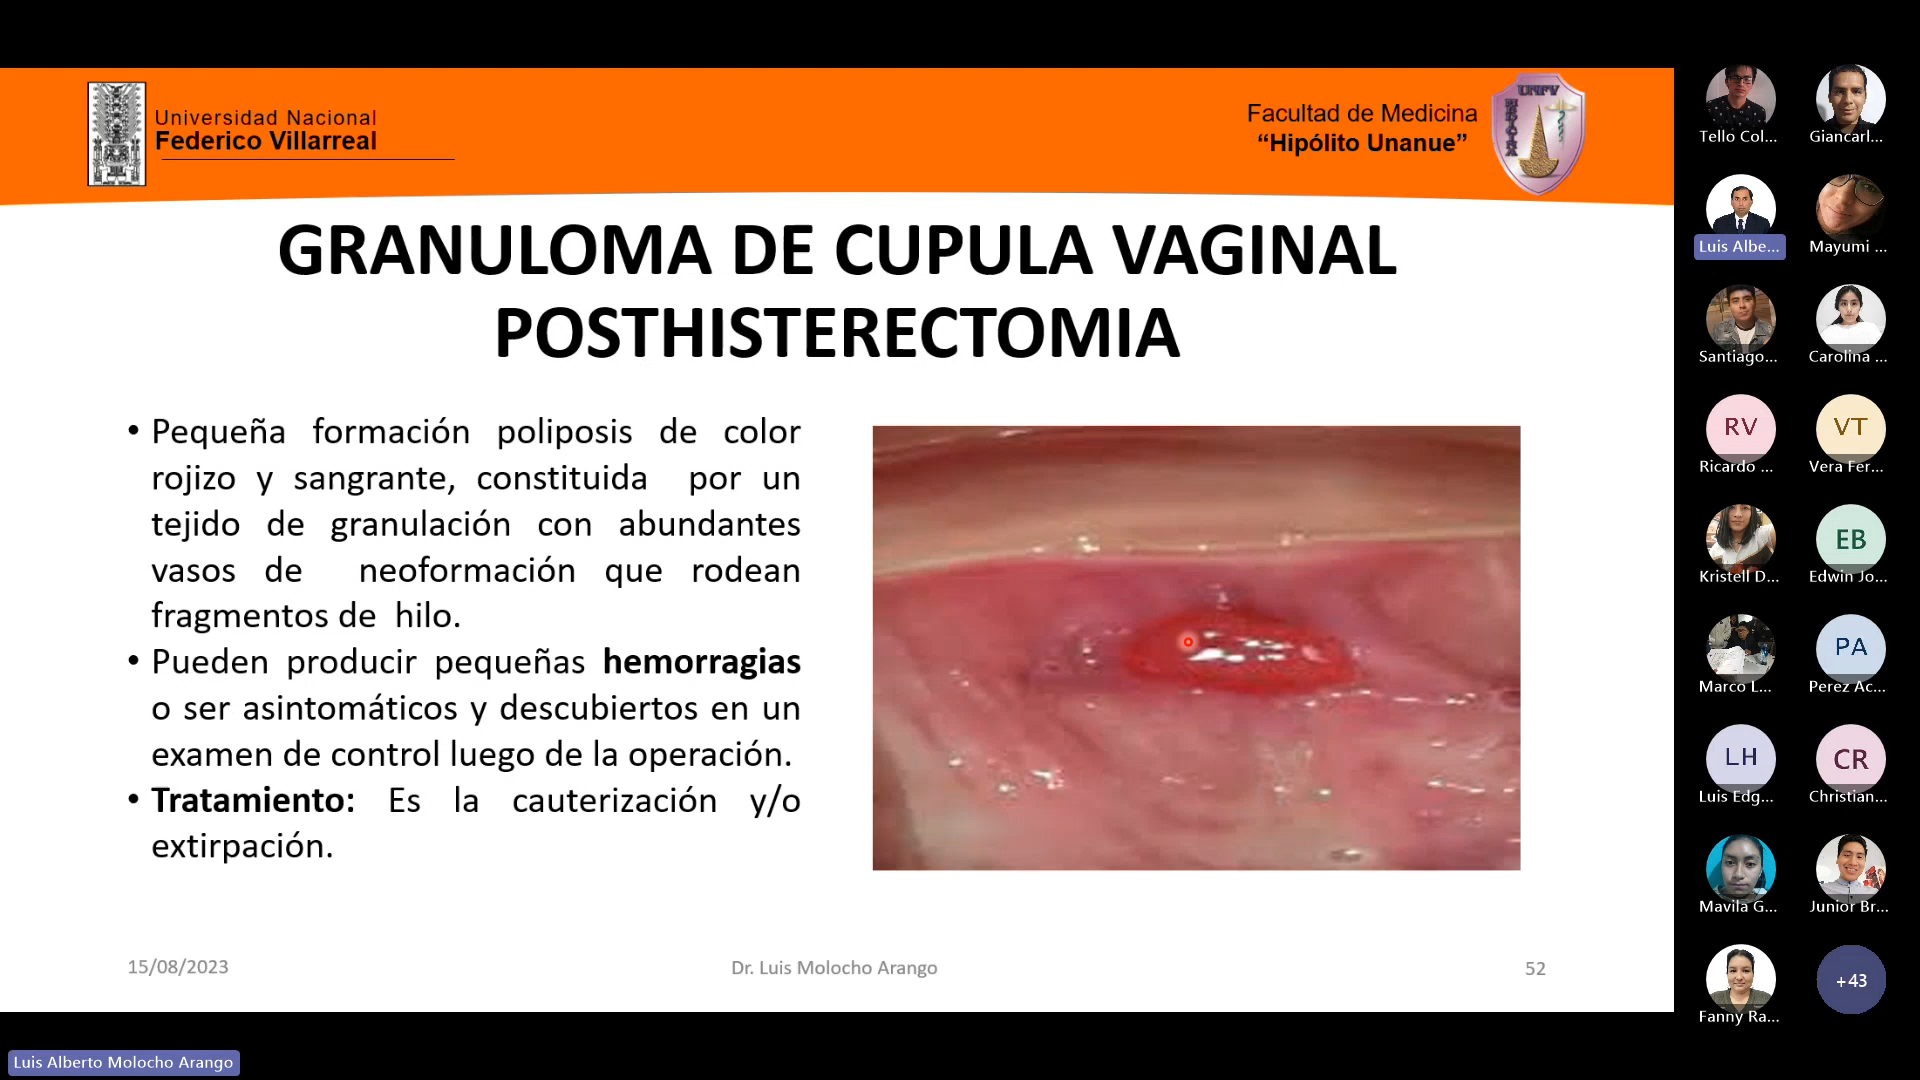 Universidad Nacional
Federico Villarreal
Facultad de Medicina
“Hipólito Unanue”
UNFV
GRANULOMA DE CUPULA VAGINAL
POSTHISTERECTOMIA
• Pequeña formación poliposis de color
rojizo y sangrante, constituida por un
tejido de granulación con abundantes
vasos de neoformación que rodean
fragmentos de hilo.
• Pueden producir pequeñas hemorragias
o ser asintomáticos y descubiertos en un
examen de control luego de la operación.
• Tratamiento: Es la cauterización y/o
extirpación.
15/08/2023
Dr. Luis Molocho Arango
52
Tello Col...
Giancarl...
Luis Albe...
Mayumi ...
Santiago...
Carolina ...
RV
Ricardo ...
VT
Vera Fer...
Kristell D...
EB
Edwin Jo...
Marco L...
PA
Perez Ac...
LH
Luis Edg...
CR
Christian...
Mavila G...
Junior Br...
Fanny Ra...
+43
Luis Alberto Molocho Arango